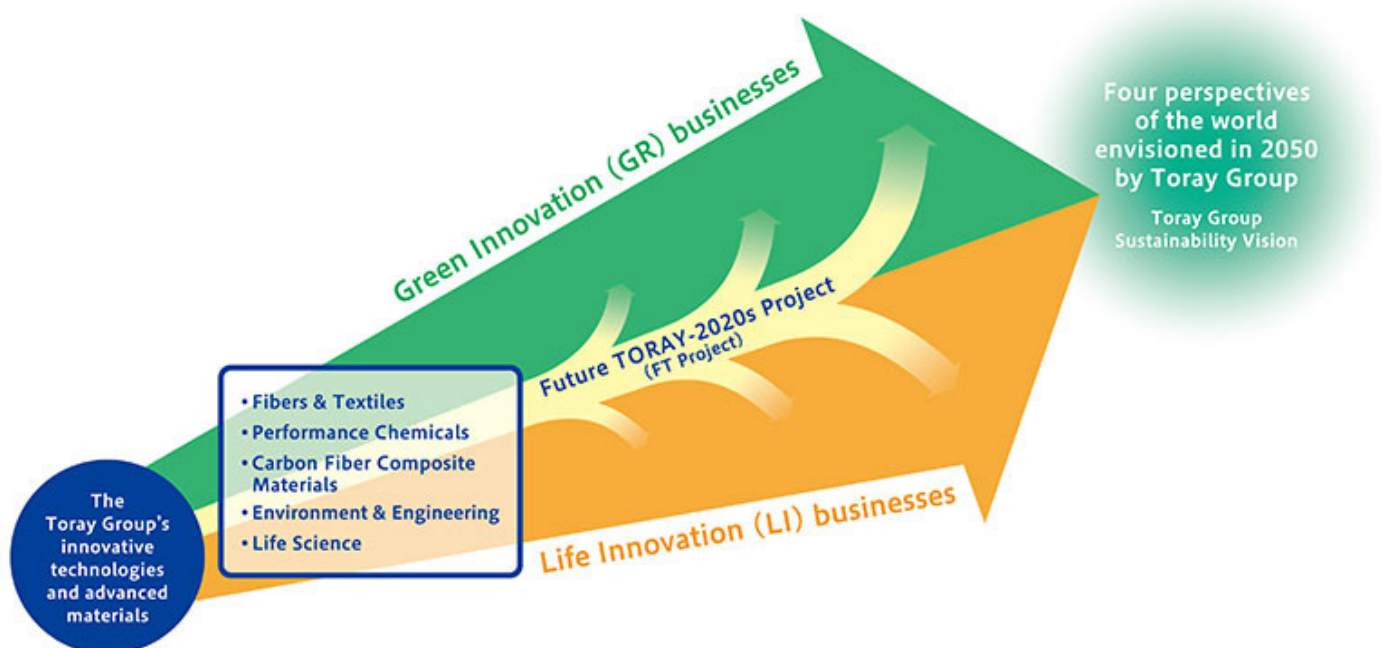 Green Innovation (GR) businesses
Four perspectives
of the world
envisioned in 2050
by Toray Group
Toray Group
Sustainability Vision
Future TORAY-2020s Project
(FT Project)
• Fibers & Textiles
• Performance Chemicals
• Carbon Fiber Composite
Materials
• Environment & Engineering
• Life Science
The
Toray Group's
innovative
technologies
and advanced
materials
Life Innovation (LI) businesses